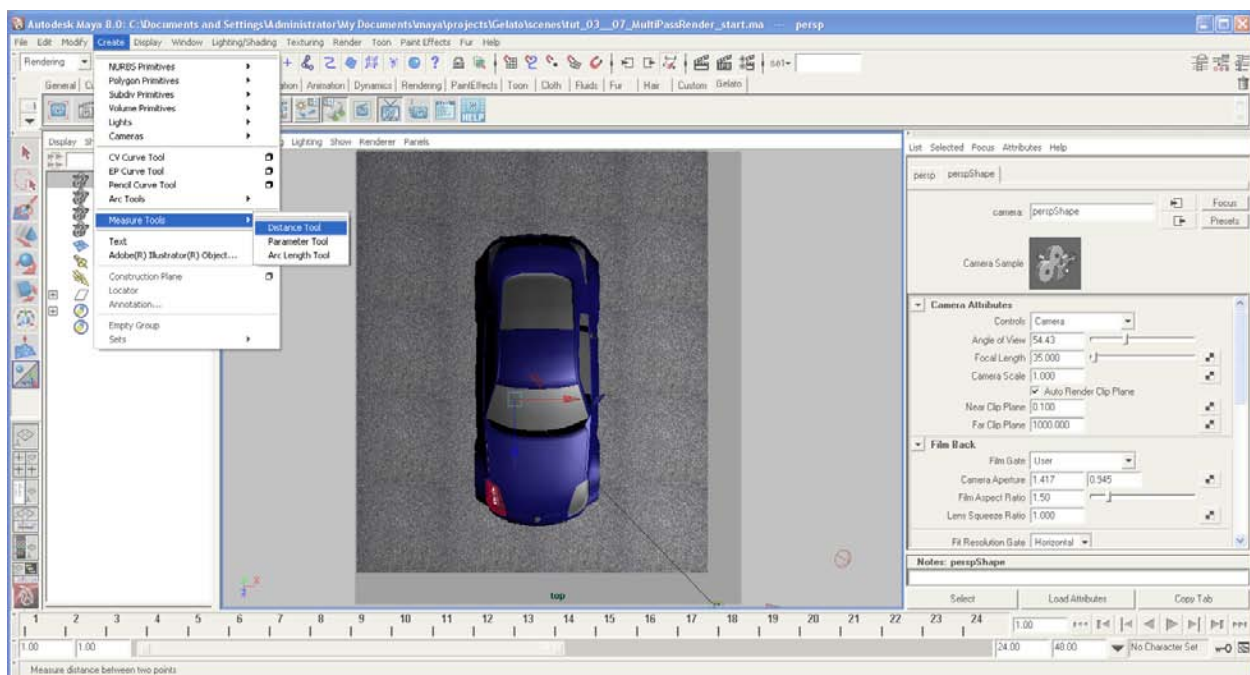 Autodesk Maya 8.0: C:\Documents and Settings\Administrator\My Documents\maya\projects\Gelato\scenes\tut_03__07_MultiPassRender_start.ma --- persp
File Edit Modify Create Display Window Lighting/Shading Texturing Render Toon Paint Effects Fur Help
Rendering
sel-
General Animation Dynamics Rendering PaintEffects Toon Cloth Fluids Fur Hair Custom Gelato
HELP
NURBS Primitives
Polygon Primitives
Subdiv Primitives
Volume Primitives
Lights
Cameras
CV Curve Tool
EP Curve Tool
Pencil Curve Tool
Arc Tools
Measure Tools
Text
Adobe(R) Illustrator(R) Object...
Construction Plane
Locator
Annotation...
Empty Group
Sets
Distance Tool
Parameter Tool
Arc Length Tool
Display
Lighting Show Renderer Panels
top
List Selected Focus Attributes Help
persp perspShape
camera: perspShape
Focus
Presets
Camera Sample
Camera Attributes
Controls Camera
Angle of View 54.43
Focal Length 35.000
Camera Scale 1.000
Auto Render Clip Plane
Near Clip Plane 0.100
Far Clip Plane 1000.000
Film Back
Film Gate User
Camera Aperture 1.417 0.945
Film Aspect Ratio 1.50
Lens Squeeze Ratio 1.000
Fit Resolution Gate Horizontal
Notes: perspShape
Select Load Attributes Copy Tab
1 2 3 4 5 6 7 8 9 10 11 12 13 14 15 16 17 18 19 20 21 22 23 24
1.00
1.00 1.00 24.00 48.00 No Character Set
Measure distance between two points